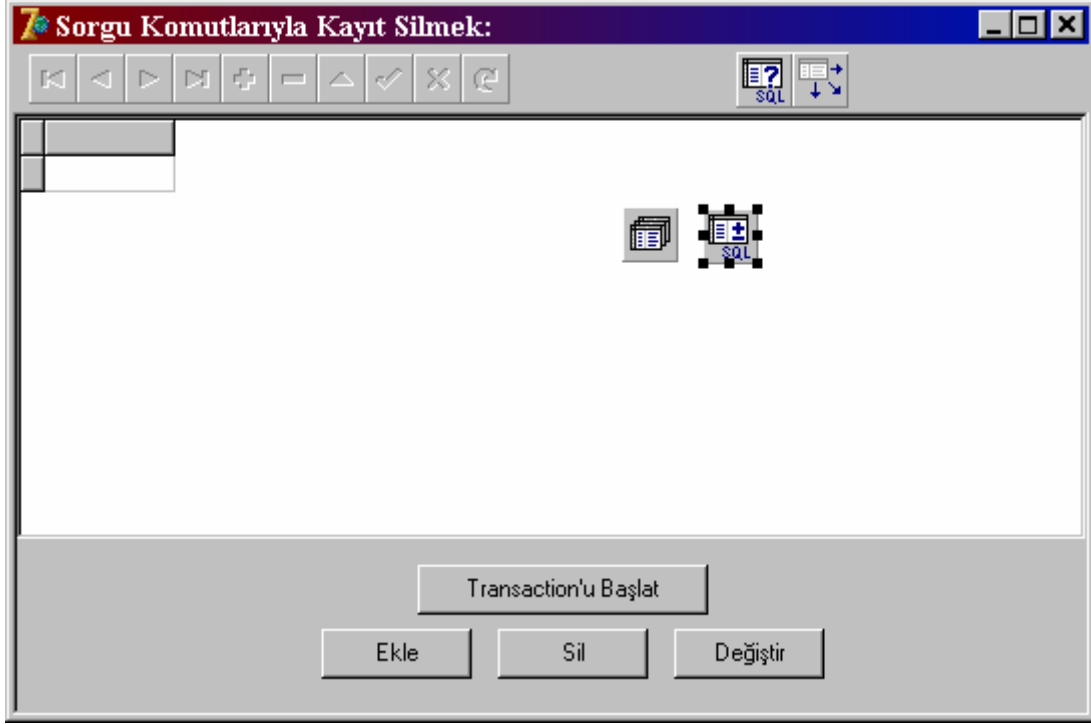 Sorgu Komutlarıyla Kayıt Silmek:
SQL
SQL
Transaction'u Başlat
Ekle Sil Değiştir